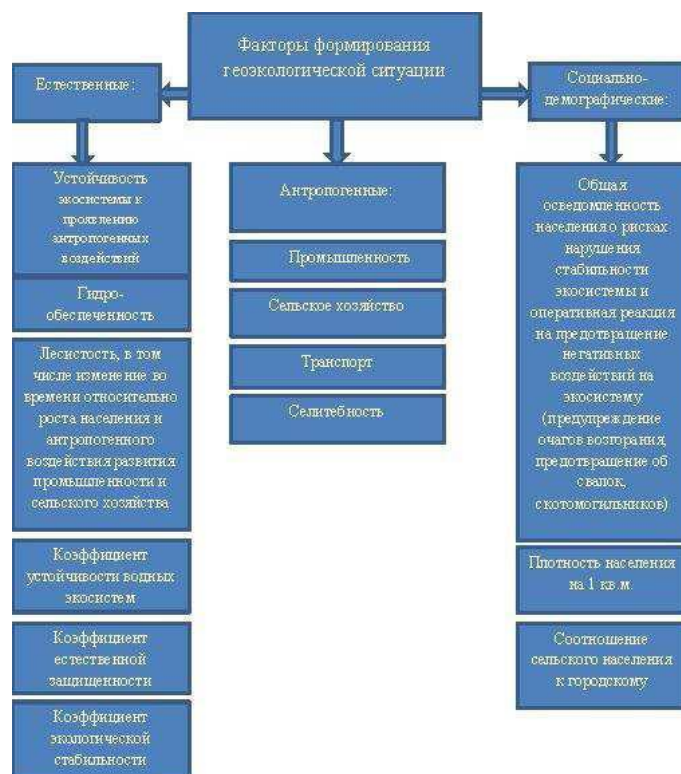 Факторы формирования
геоэкологической ситуации
Естественные:
Устойчивость
экосистемы к
проявлению
антропогенных
воздействий
Гидро-
обеспеченность
Лесистость, в том
числе изменение во
времени относительно
роста населения и
антропогенного
воздействия развития
промышленности и
сельского хозяйства
Коэффициент
устойчивости водных
экосистем
Коэффициент
естественной
защищенности
Коэффициент
экологической
стабильности
Антропогенные:
Промышленность
Сельское хозяйство
Транспорт
Селитебность
Социально-
демографические:
Общая
осведомленность
населения о рисках
нарушения
стабильности
экосистемы и
оперативная реакция
на предотвращение
негативных
воздействий на
экосистему
(предупреждение
очагов возгорания,
предотвращение об
свалок,
скотомогильников)
Плотность населения
на 1 кв.м.
Соотношение
сельского населения
к городскому